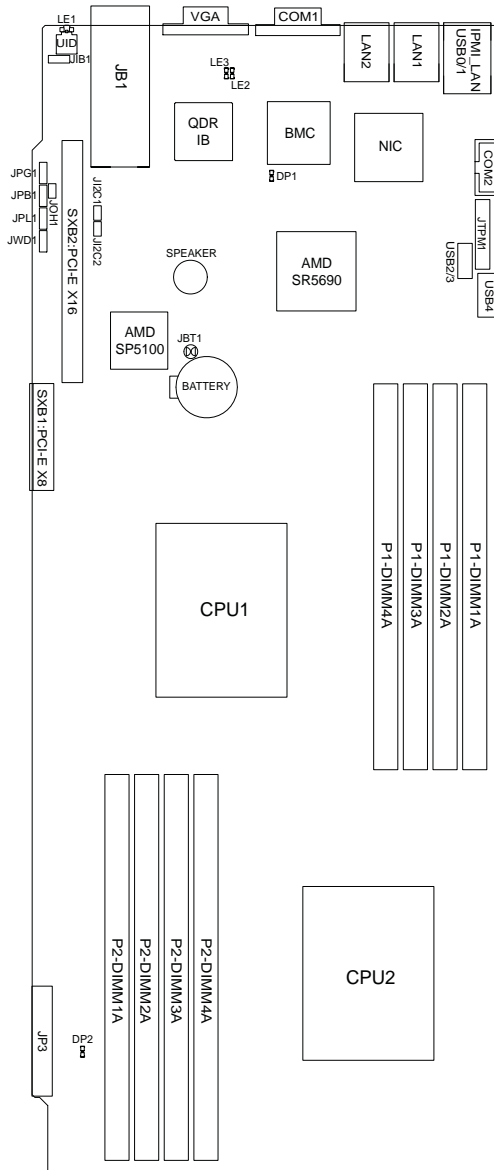 LE1
UID
JIB1
JB1
VGA
COM1
LAN2
LAN1
IPMI_LAN
USB0/1
LE3
LE2
QDR
IB
BMC
NIC
DP1
COM2
JTPM1
USB2/3
USB4
JPG1
JPB1
JOH1
JPL1
JWD1
SXB2:PCI-E X16
JI2C1
JI2C2
SPEAKER
AMD
SR5690
AMD
SP5100
JBT1
BATTERY
SXB1:PCI-E X8
CPU1
P1-DIMM4A
P1-DIMM3A
P1-DIMM2A
P1-DIMM1A
P2-DIMM1A
P2-DIMM2A
P2-DIMM3A
P2-DIMM4A
CPU2
JP3
DP2